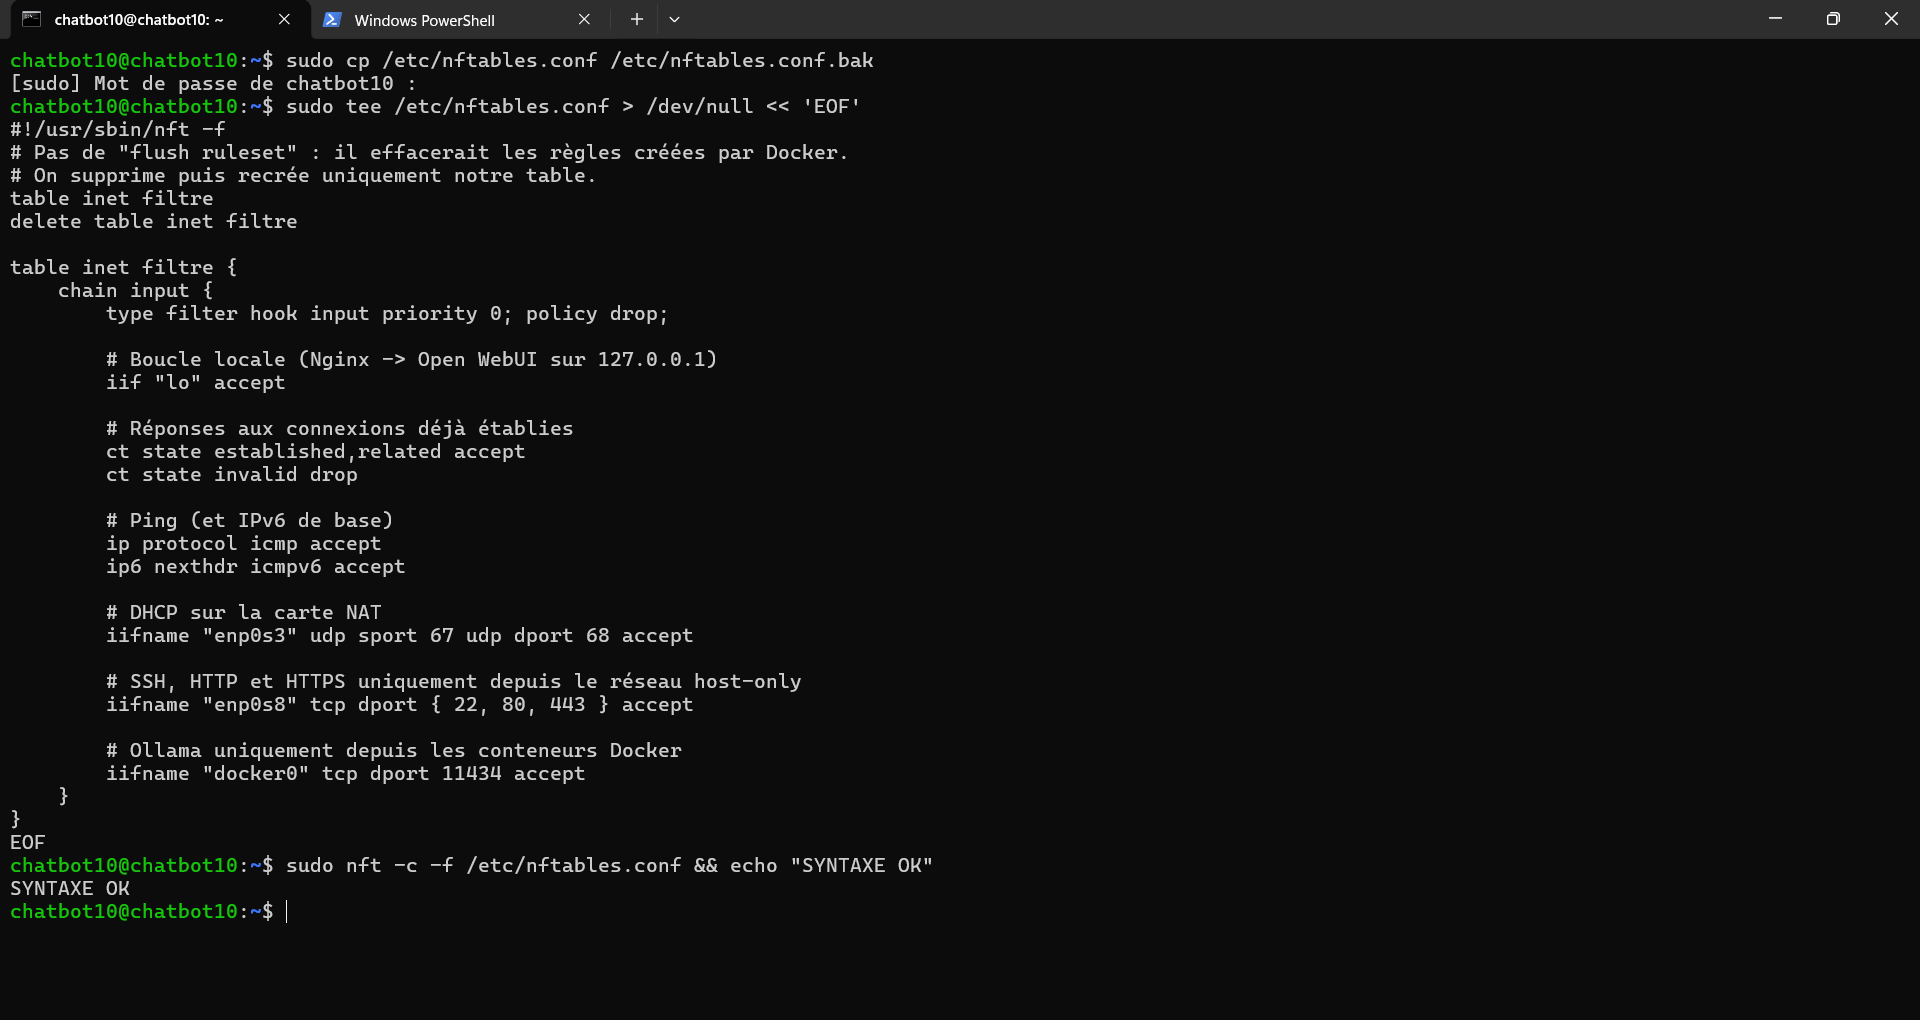 chatbot10@chatbot10: ~
Windows PowerShell
chatbot10@chatbot10:~$ sudo cp /etc/nftables.conf /etc/nftables.conf.bak
[sudo] Mot de passe de chatbot10 :
chatbot10@chatbot10:~$ sudo tee /etc/nftables.conf > /dev/null << 'EOF'
#!/usr/sbin/nft -f
# Pas de "flush ruleset" : il effacerait les règles créées par Docker.
# On supprime puis recrée uniquement notre table.
table inet filtre
delete table inet filtre

table inet filtre {
    chain input {
        type filter hook input priority 0; policy drop;

        # Boucle locale (Nginx -> Open WebUI sur 127.0.0.1)
        iif "lo" accept

        # Réponses aux connexions déjà établies
        ct state established,related accept
        ct state invalid drop

        # Ping (et IPv6 de base)
        ip protocol icmp accept
        ip6 nexthdr icmpv6 accept

        # DHCP sur la carte NAT
        iifname "enp0s3" udp sport 67 udp dport 68 accept

        # SSH, HTTP et HTTPS uniquement depuis le réseau host-only
        iifname "enp0s8" tcp dport { 22, 80, 443 } accept

        # Ollama uniquement depuis les conteneurs Docker
        iifname "docker0" tcp dport 11434 accept
    }
}
EOF
chatbot10@chatbot10:~$ sudo nft -c -f /etc/nftables.conf && echo "SYNTAXE OK"
SYNTAXE OK
chatbot10@chatbot10:~$